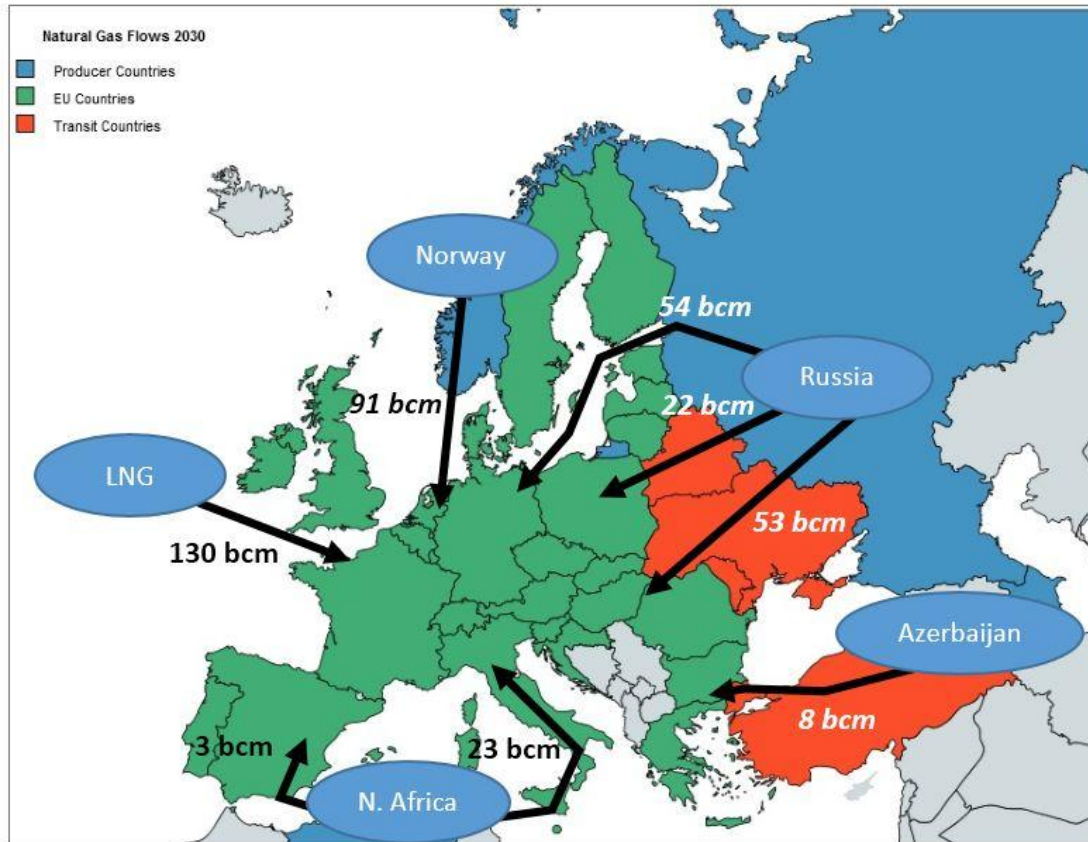 Natural Gas Flows 2030
Producer Countries
EU Countries
Transit Countries
Norway
54 bcm
Russia
91 bcm
22 bcm
LNG
53 bcm
130 bcm
Azerbaijan
8 bcm
3 bcm
23 bcm
N. Africa